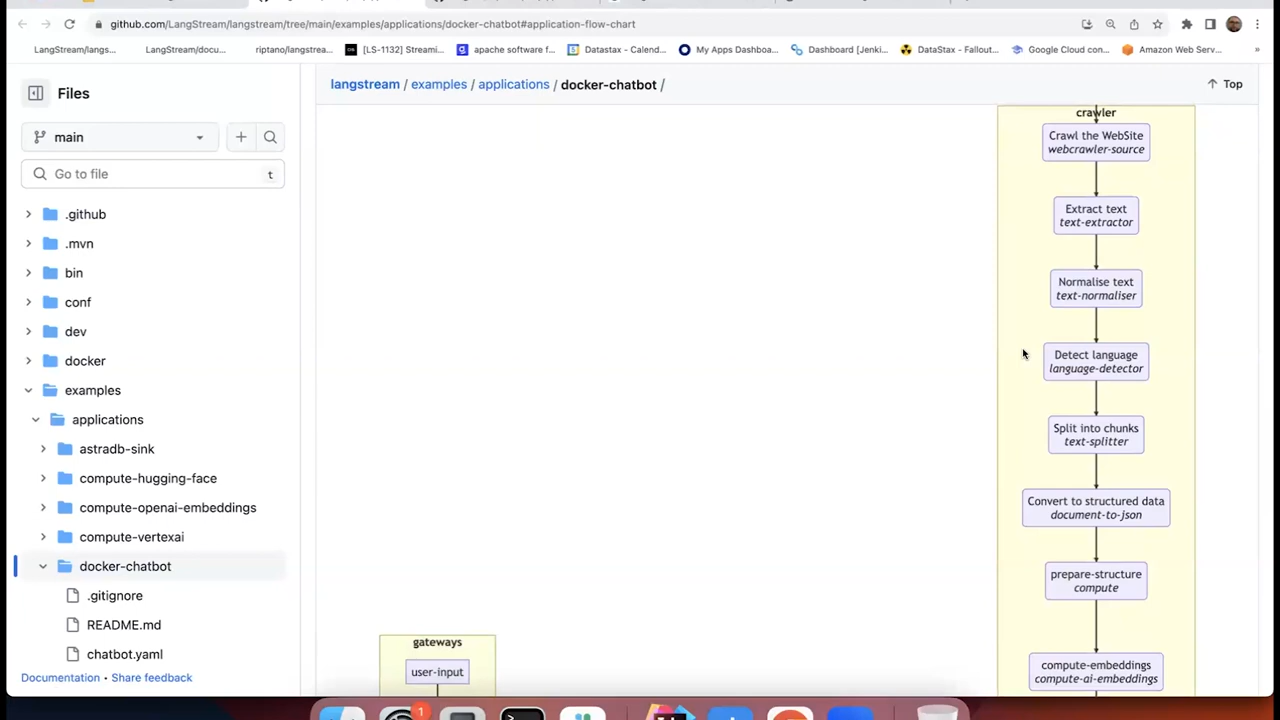 github.com/LangStream/langstream/tree/main/examples/applications/docker-chatbot#application-flow-chart
LangStream/langs...
LangStream/docu...
riptano/langstrea...
[LS-1132] Streami...
apache software f...
Datastax - Calend...
My Apps Dashboa...
Dashboard [Jenki...
DataStax - Fallout...
Google Cloud con...
Amazon Web Serv...
»
Files
main
Go to file
t
.github
.mvn
bin
conf
dev
docker
examples
applications
astradb-sink
compute-hugging-face
compute-openai-embeddings
compute-vertexai
docker-chatbot
.gitignore
README.md
chatbot.yaml
Documentation • Share feedback
langstream / examples / applications / docker-chatbot /
Top
crawler
Crawl the WebSite
webcrawler-source
Extract text
text-extractor
Normalise text
text-normaliser
Detect language
language-detector
Split into chunks
text-splitter
Convert to structured data
document-to-json
prepare-structure
compute
compute-embeddings
compute-ai-embeddings
gateways
user-input
1